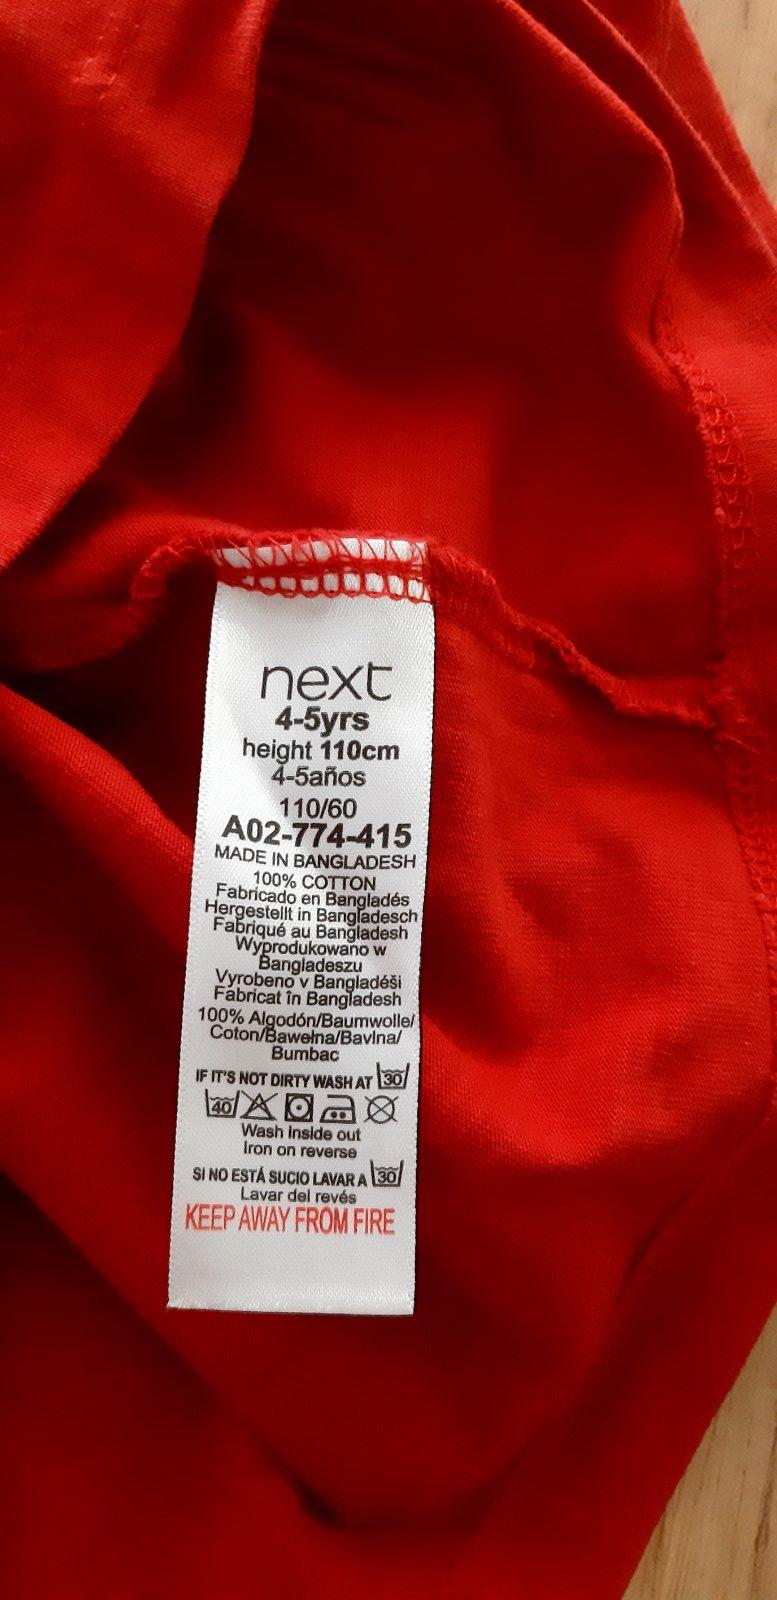 next
4-5yrs
height 110cm
4-5años
110/60
A02-774-415
MADE IN BANGLADESH
100% COTTON
Fabricado en Bangladés
Hergestellt in Bangladesch
Fabriqué au Bangladesh
Wyprodukowano w
Bangladeszu
Vyrobeno v Bangladéši
Fabricat în Bangladesh
100% Algodón/Baumwolle/
Coton/Bawełna/Bavlna/
Bumbac
IF IT'S NOT DIRTY WASH AT 30
40
Wash inside out
Iron on reverse
SI NO ESTÁ SUCIO LAVAR A 30
Lavar del revés
KEEP AWAY FROM FIRE